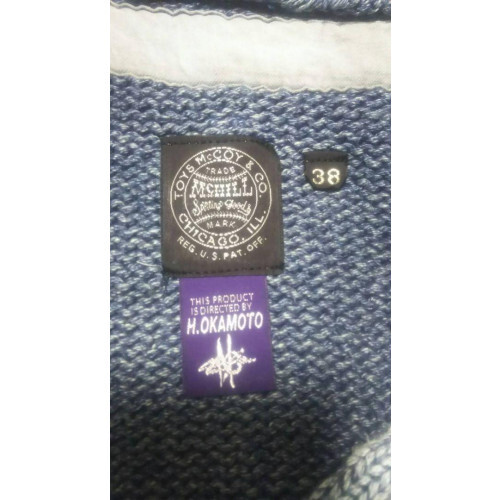 TOYS McCOY & CO.
TRADE
McHILL
Sporting Goods
MARK
CHICAGO, ILL.
REG. U.S. PAT. OFF.
38
THIS PRODUCT
IS DIRECTED BY
H.OKAMOTO